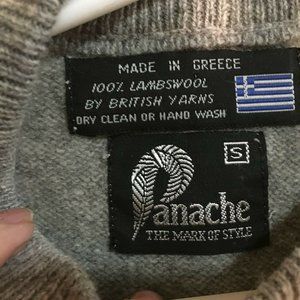 MADE IN GREECE
100% LAMBSWOOL
BY BRITISH YARNS
DRY CLEAN OR HAND WASH
S
Panache
THE MARK OF STYLE